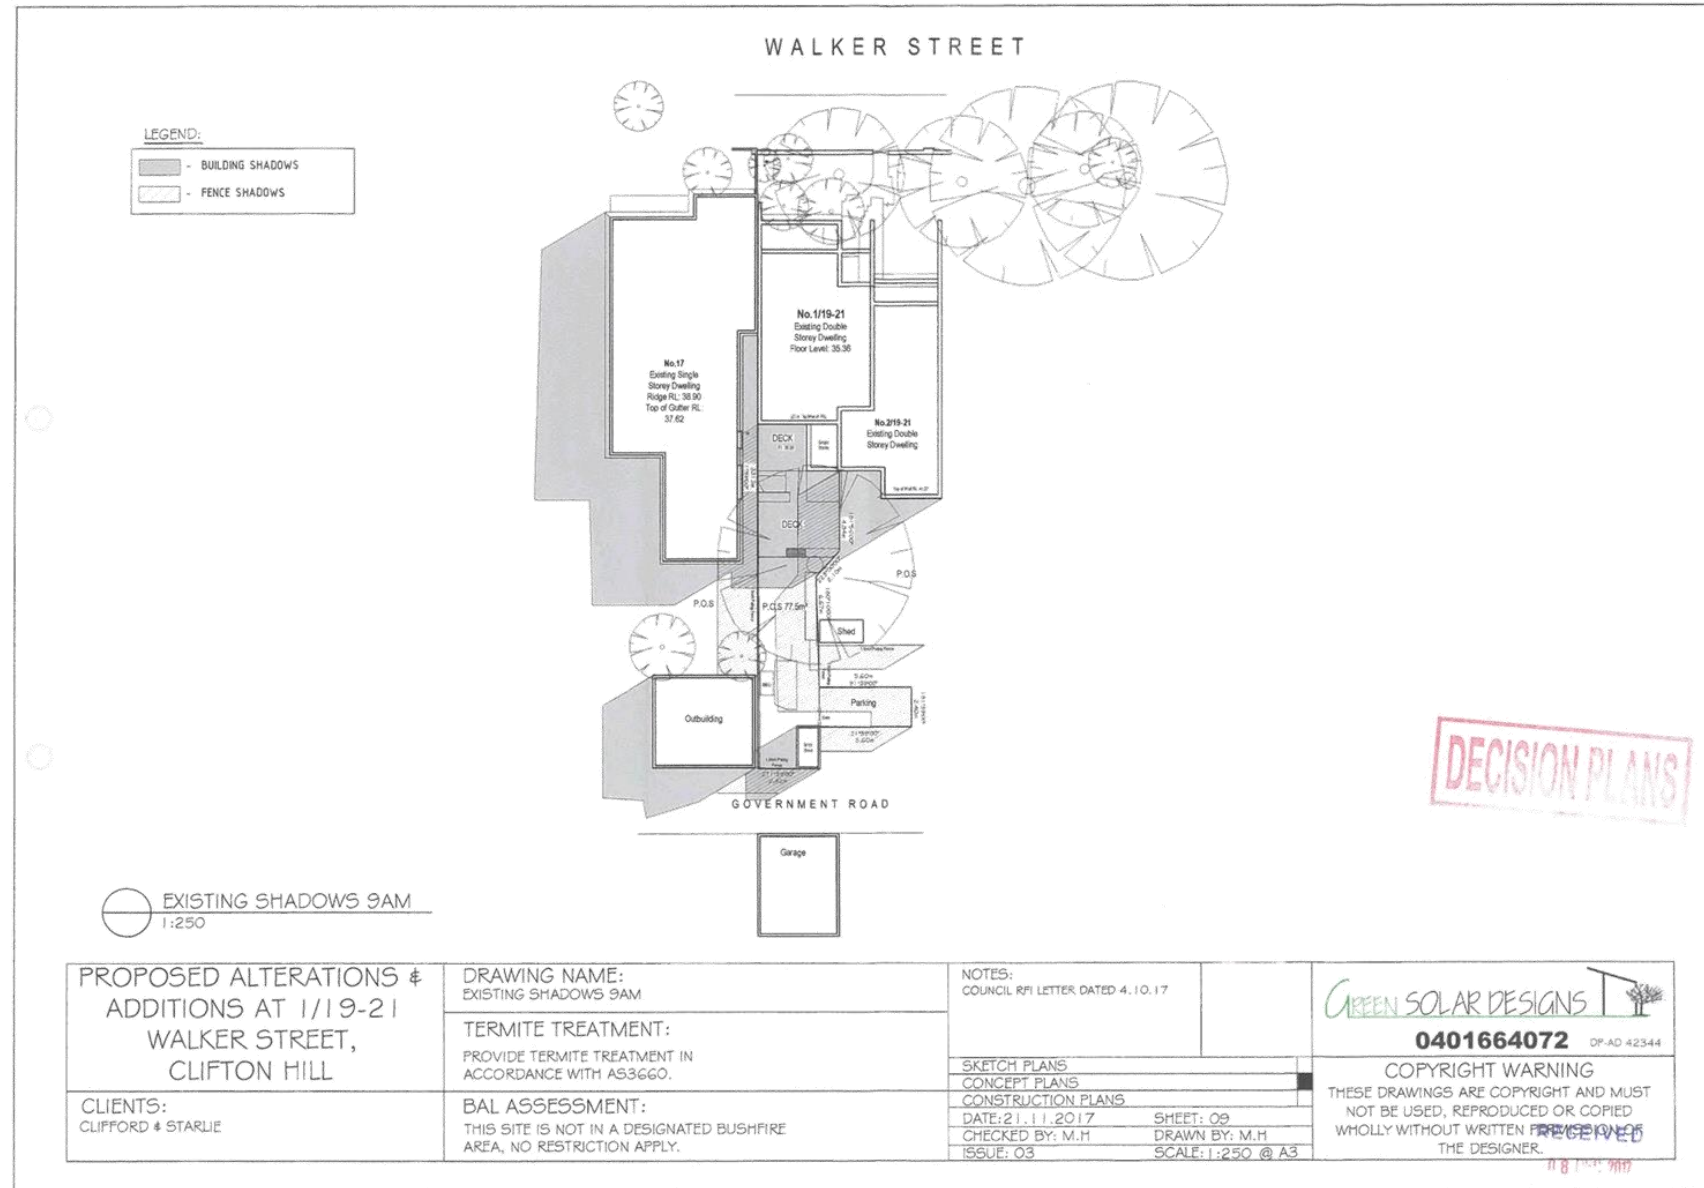 WALKER STREET
LEGEND:
- BUILDING SHADOWS
- FENCE SHADOWS
No.17
Existing Single
Storey Dwelling
Ridge RL: 38.90
Top of Gutter RL:
37.62
No.1/19-21
Existing Double
Storey Dwelling
Floor Level: 35.36
No.2/19-21
Existing Double
Storey Dwelling
DECK
DECK
P.O.S
P.O.S 77.5m²
P.O.S
Shed
Parking
Outbuilding
GOVERNMENT ROAD
Garage
DECISION PLANS
EXISTING SHADOWS 9AM
1:250
PROPOSED ALTERATIONS &
ADDITIONS AT 1/19-21
WALKER STREET,
CLIFTON HILL
CLIENTS:
CLIFFORD & STARLIE
DRAWING NAME:
EXISTING SHADOWS 9AM
TERMITE TREATMENT:
PROVIDE TERMITE TREATMENT IN
ACCORDANCE WITH AS3660.
BAL ASSESSMENT:
THIS SITE IS NOT IN A DESIGNATED BUSHFIRE
AREA, NO RESTRICTION APPLY.
NOTES:
COUNCIL RFI LETTER DATED 4.10.17
SKETCH PLANS
CONCEPT PLANS
CONSTRUCTION PLANS
DATE:21.11.2017 SHEET: 09
CHECKED BY: M.H DRAWN BY: M.H
ISSUE: 03 SCALE:1:250 @ A3
GREEN SOLAR DESIGNS
0401664072 DP-AD 42344
COPYRIGHT WARNING
THESE DRAWINGS ARE COPYRIGHT AND MUST
NOT BE USED, REPRODUCED OR COPIED
WHOLLY WITHOUT WRITTEN PERMISSION OF
THE DESIGNER.
RECEIVED